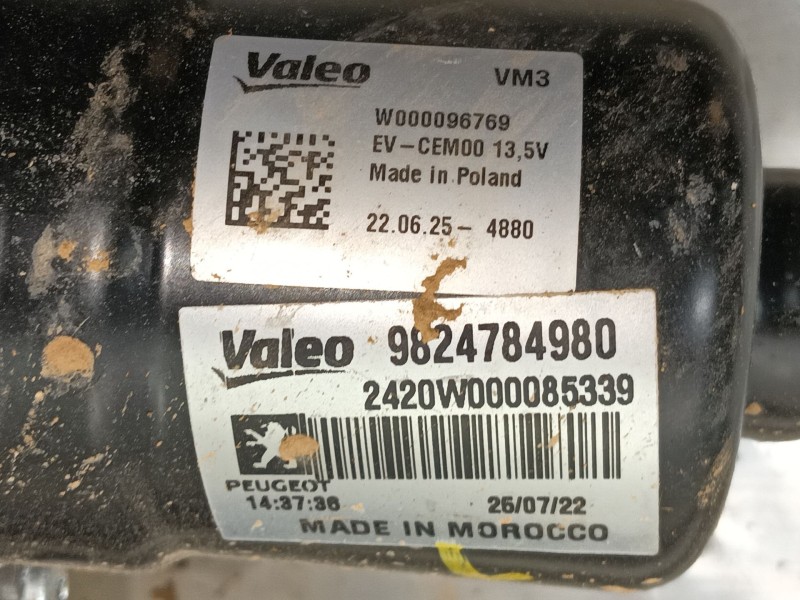 Valeo VM3
W000096769
EV-CEM00 13,5V
Made in Poland
22.06.25- 4880
Valeo 9824784980
2420W000085339
PEUGEOT
14:37:36 26/07/22
MADE IN MOROCCO